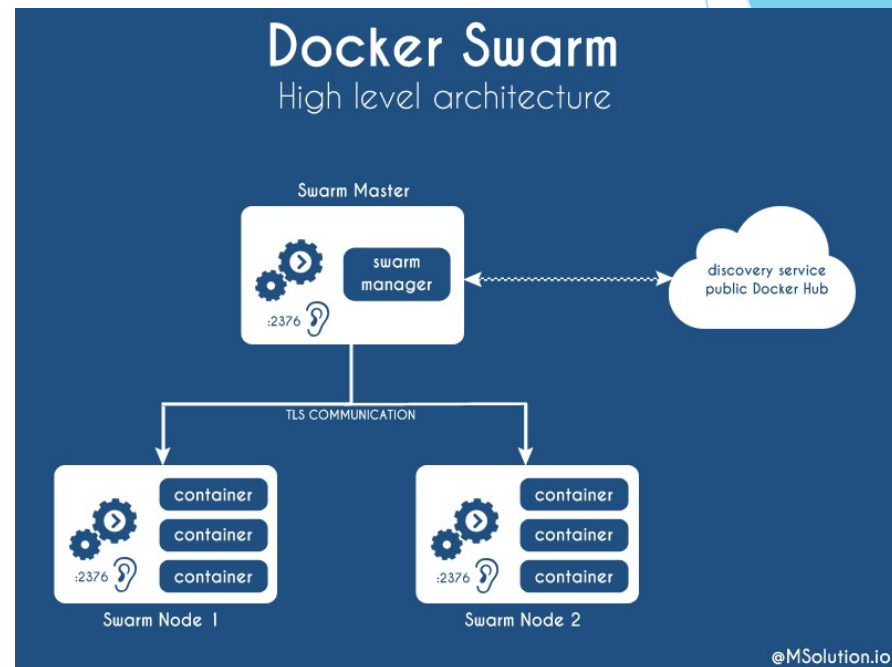 Docker Swarm
High level architecture
Swarm Master
swarm
manager
:2376
discovery service
public Docker Hub
TLS COMMUNICATION
container
container
container
:2376
Swarm Node 1
container
container
container
:2376
Swarm Node 2
@MSolution.io